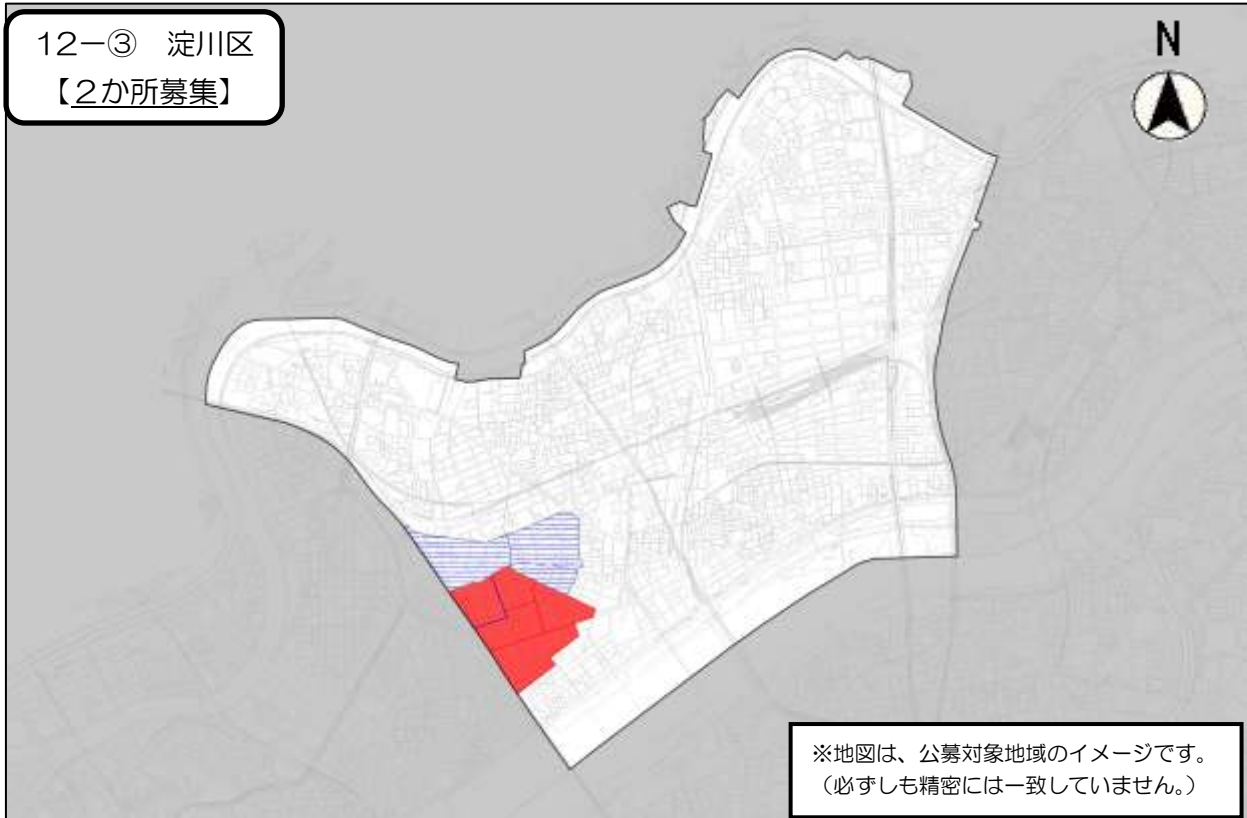 12－③　淀川区
【２か所募集】
N
※地図は、公募対象地域のイメージです。
（必ずしも精密には一致していません。）